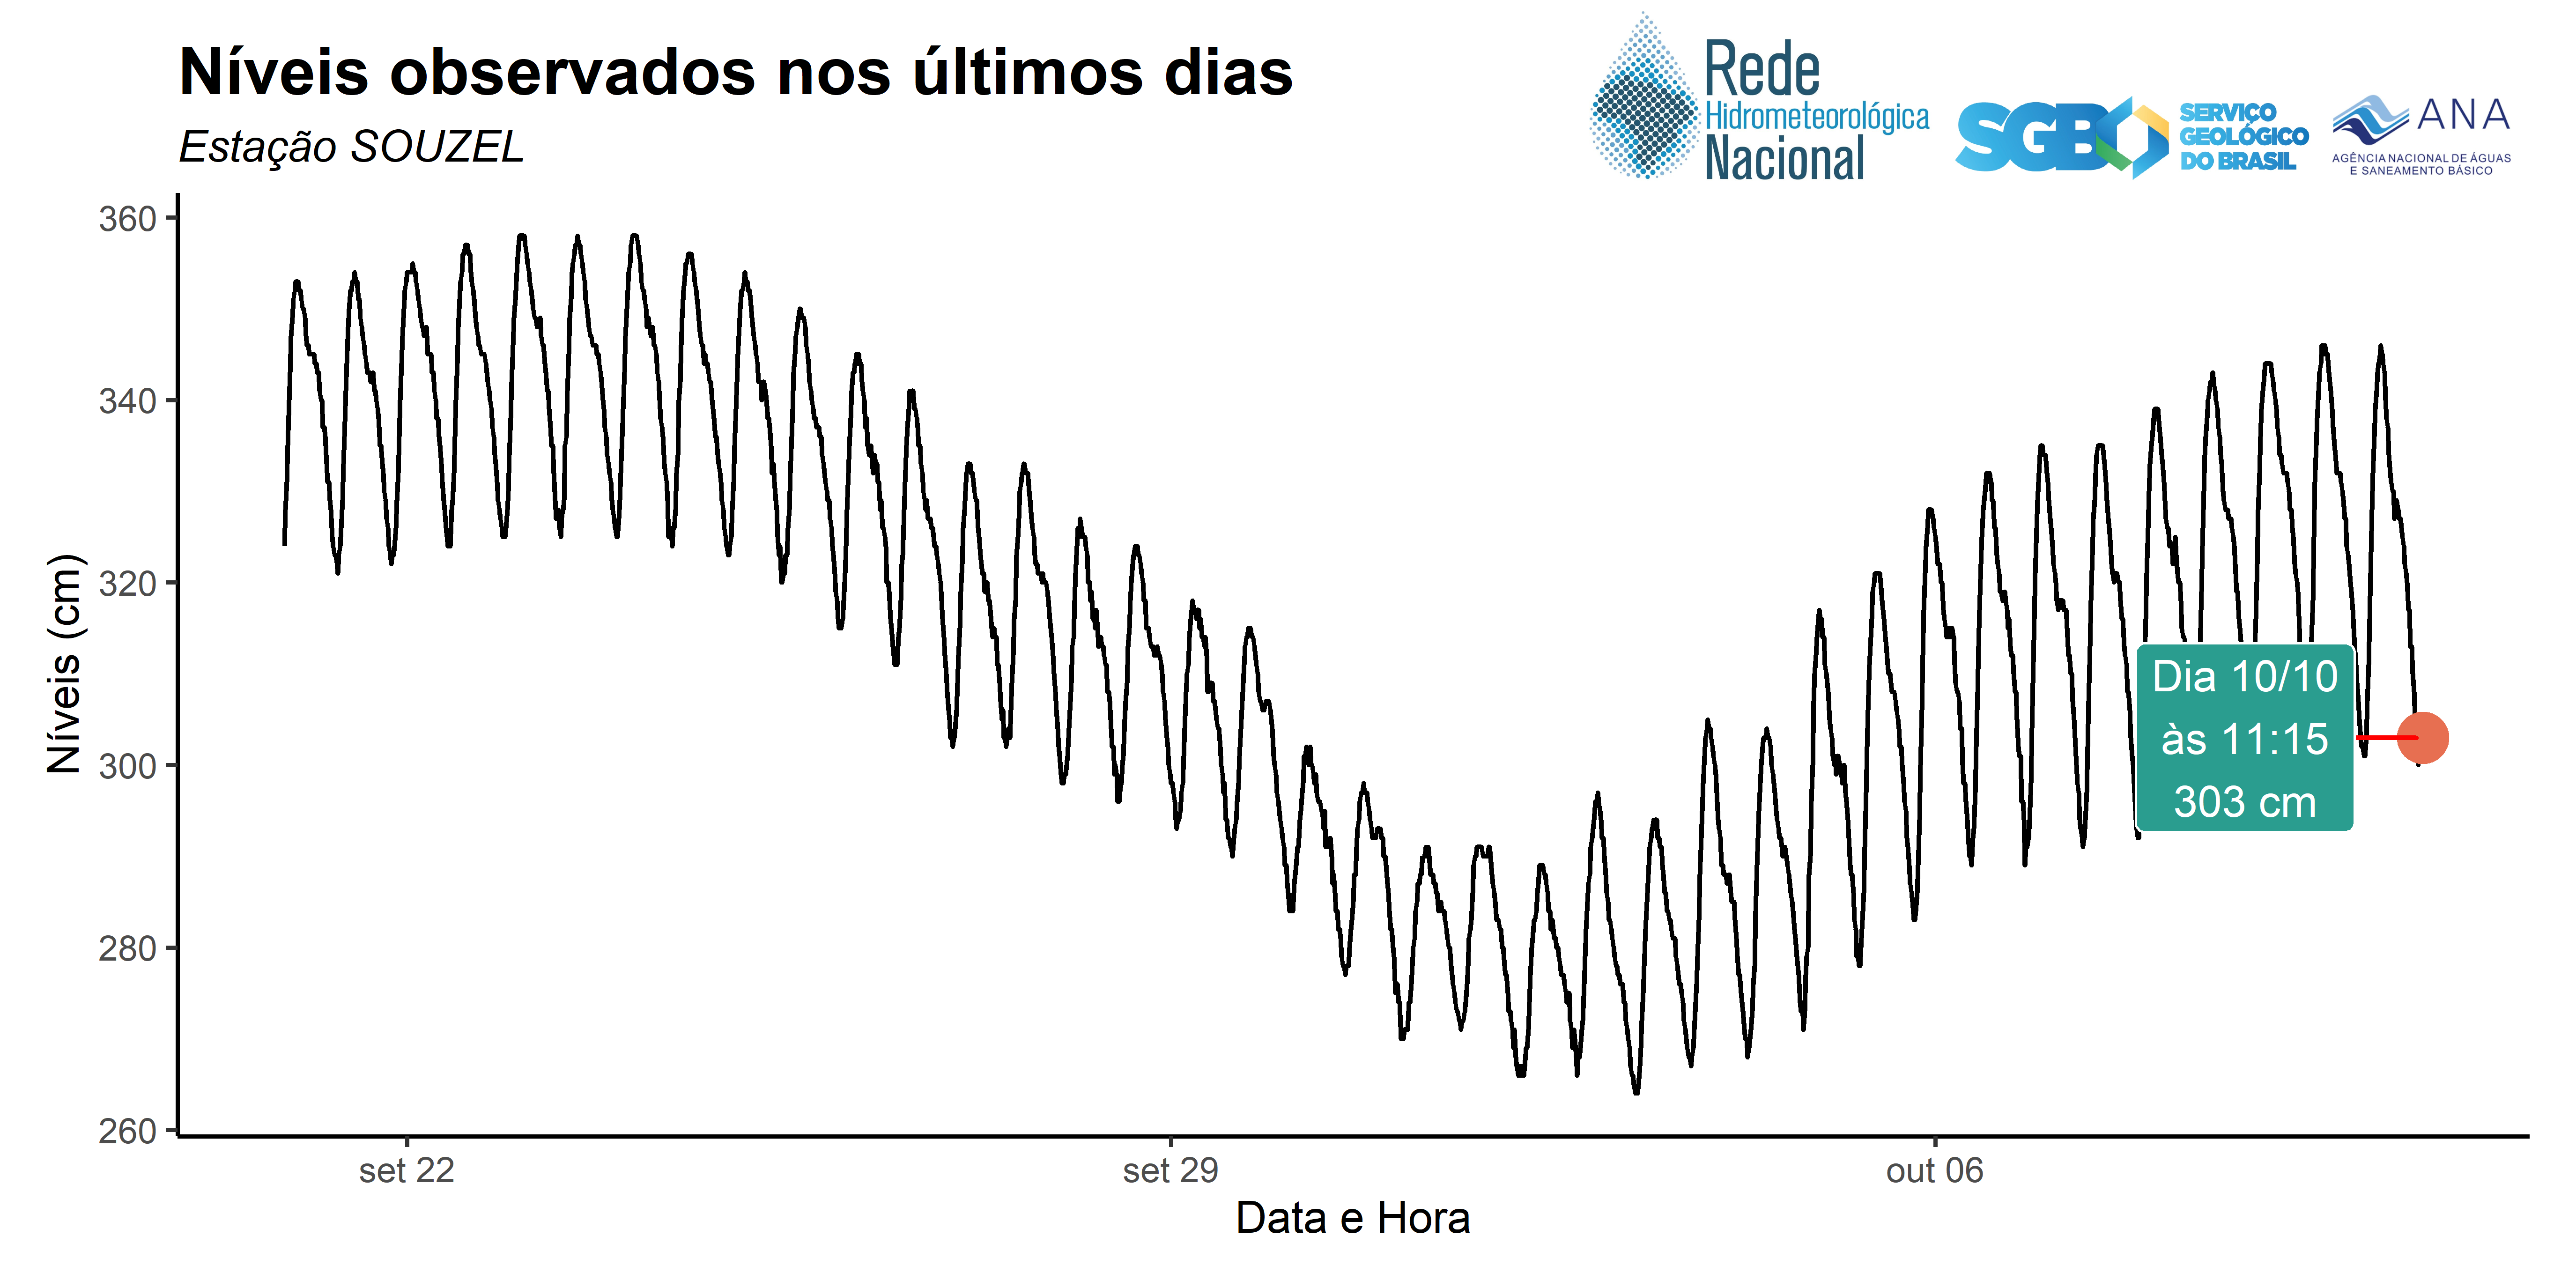 Níveis observados nos últimos dias
Estação SOUZEL
Rede
Hidrometeorológica
Nacional
SGB
SERVIÇO
GEOLÓGICO
DO BRASIL
ANA
AGÊNCIA NACIONAL DE ÁGUAS
E SANEAMENTO BÁSICO
360
340
320
300
280
260
Níveis (cm)
Dia 10/10
às 11:15
303 cm
set 22
set 29
out 06
Data e Hora